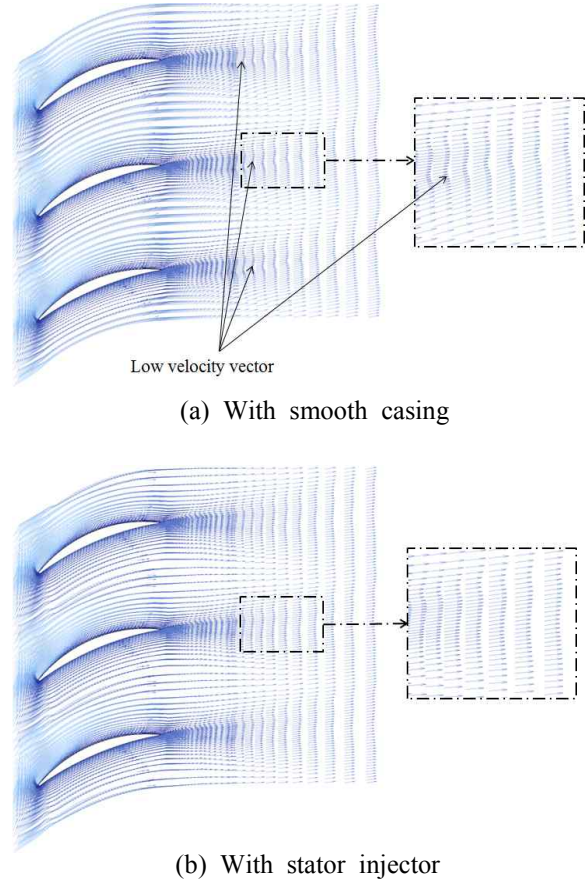 Low velocity vector
(a) With smooth casing
(b) With stator injector